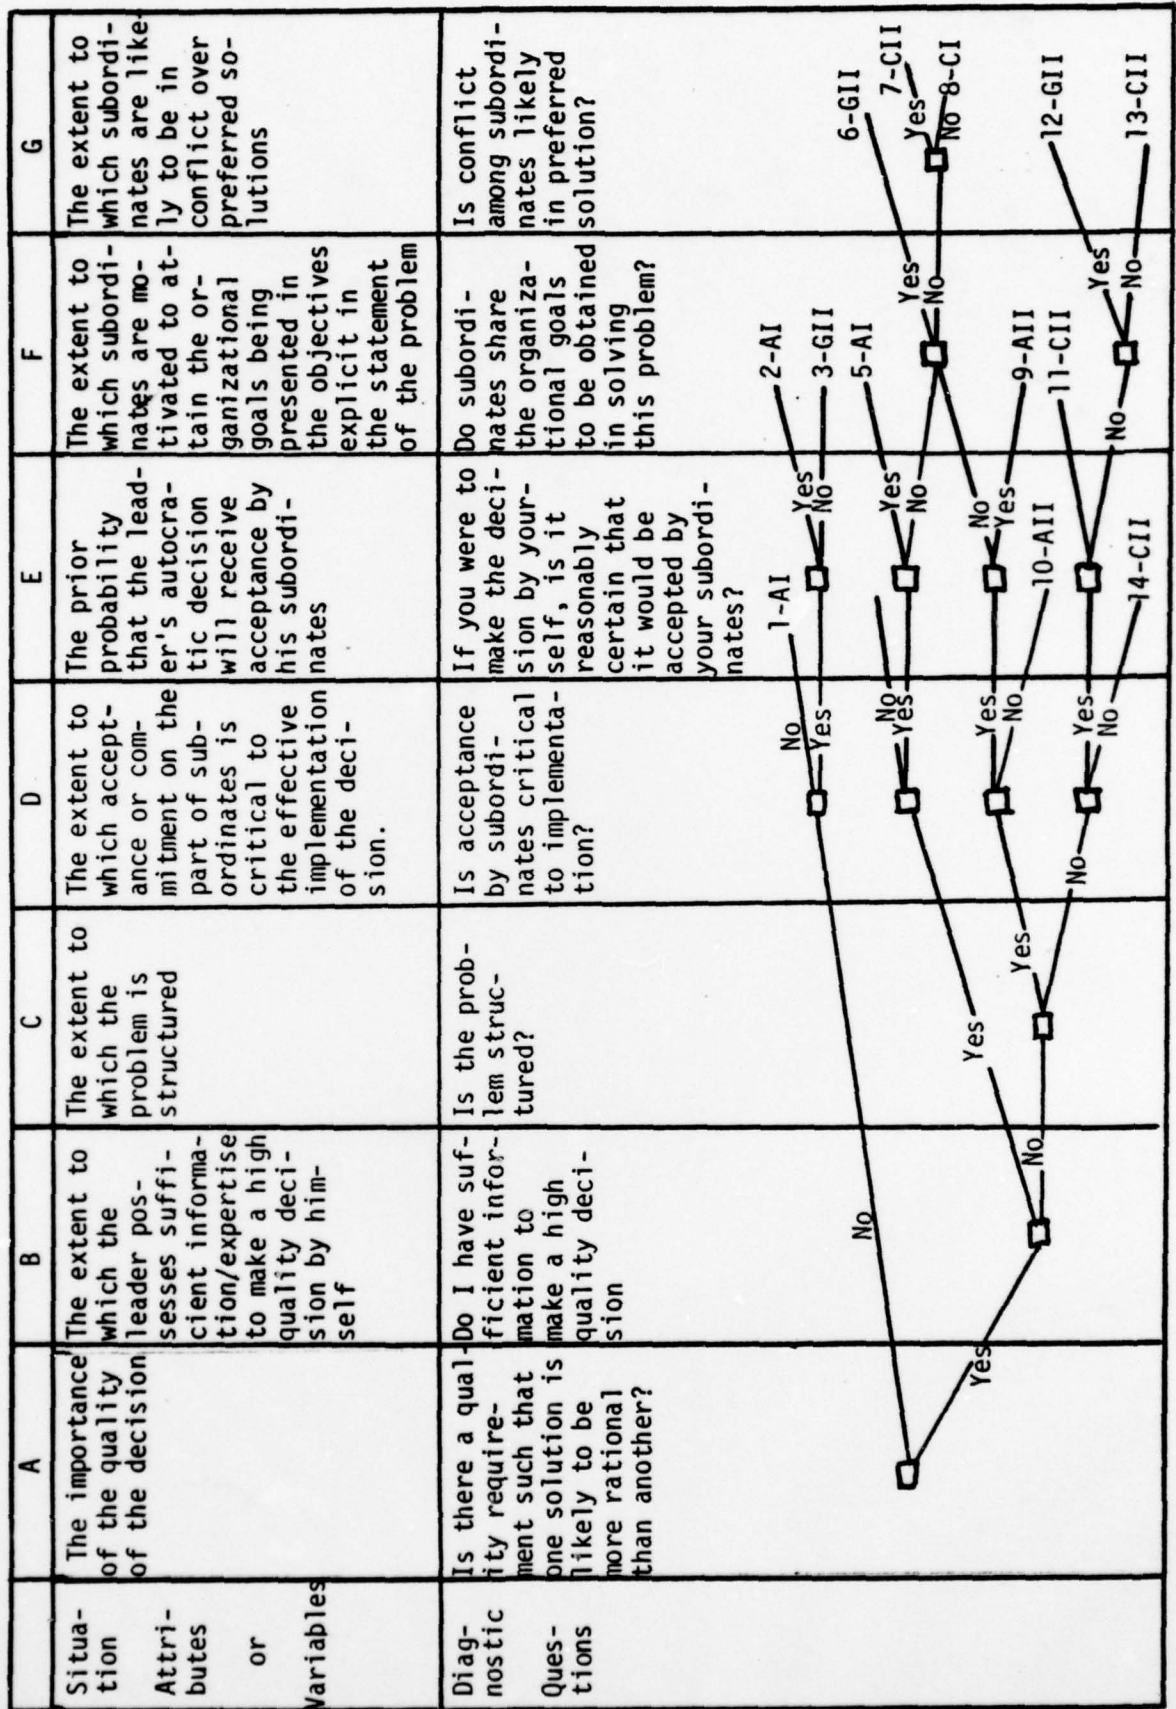 A
B
C
D
E
F
G
Situa-
tion
Attri-
butes
or
Variables
The importance
of the quality
of the decision
The extent to
which the
leader pos-
sesses suffi-
cient informa-
tion/expertise
to make a high
quality deci-
sion by him-
self
The extent to
which the
problem is
structured
The extent to
which accept-
ance or com-
mitment on the
part of sub-
ordinates is
critical to
the effective
implementation
of the deci-
sion.
The prior
probability
that the lead-
er's autocra-
tic decision
will receive
acceptance by
his subordi-
nates
The extent to
which subordi-
nates are mo-
tivated to at-
tain the or-
ganizational
goals being
presented in
the objectives
explicit in
the statement
of the problem
The extent to
which subordi-
nates are like-
ly to be in
conflict over
preferred so-
lutions
Diag-
nostic
Ques-
tions
Is there a qual-
ity require-
ment such that
one solution is
likely to be
more rational
than another?
Do I have suf-
ficient infor-
mation to
make a high
quality deci-
sion
Is the prob-
lem struc-
tured?
Is acceptance
by subordi-
nates critical
to implementa-
tion?
If you were to
make the deci-
sion by your-
self, is it
reasonably
certain that
it would be
accepted by
your subordi-
nates?
Do subordi-
nates share
the organiza-
tional goals
to be obtained
in solving
this problem?
Is conflict
among subordi-
nates likely
in preferred
solution?
No
Yes
Yes
No
Yes
No
No
Yes
No
Yes
Yes
No
Yes
No
1-AI
Yes
No
Yes
No
No
Yes
10-AII
14-CII
No
2-AI
3-GII
5-AI
Yes
No
9-AII
11-CII
Yes
No
6-GII
Yes
7-CII
No
8-CI
12-GII
13-CII